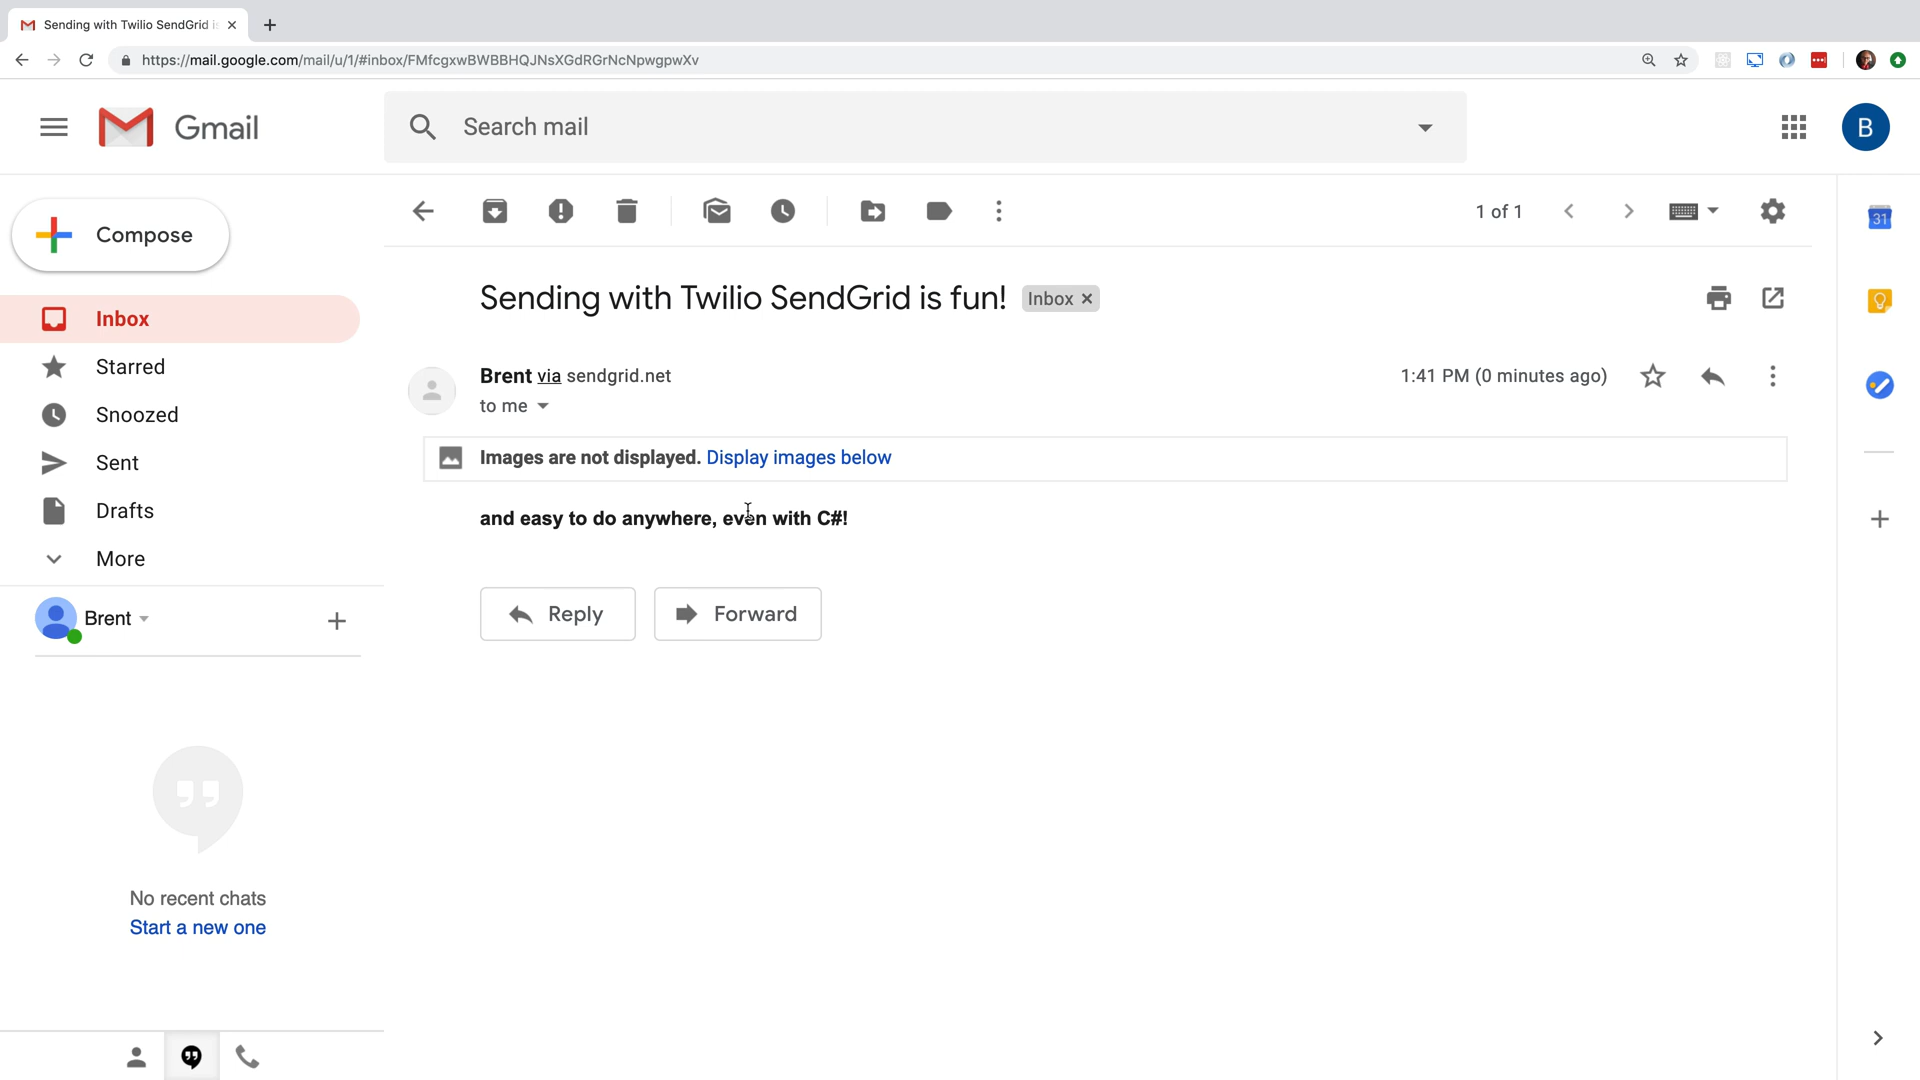 Sending with Twilio SendGrid is
https://mail.google.com/mail/u/1/#inbox/FMfcgxwBWBBHQJNsXGdRGrNcNpwgpwXv
Gmail
Search mail
B
Compose
1 of 1
31
Sending with Twilio SendGrid is fun!
Inbox ×
Inbox
Starred
Snoozed
Sent
Drafts
More
Brent via sendgrid.net
1:41 PM (0 minutes ago)
to me
Images are not displayed. Display images below
and easy to do anywhere, even with C#!
Reply
Forward
Brent
No recent chats
Start a new one